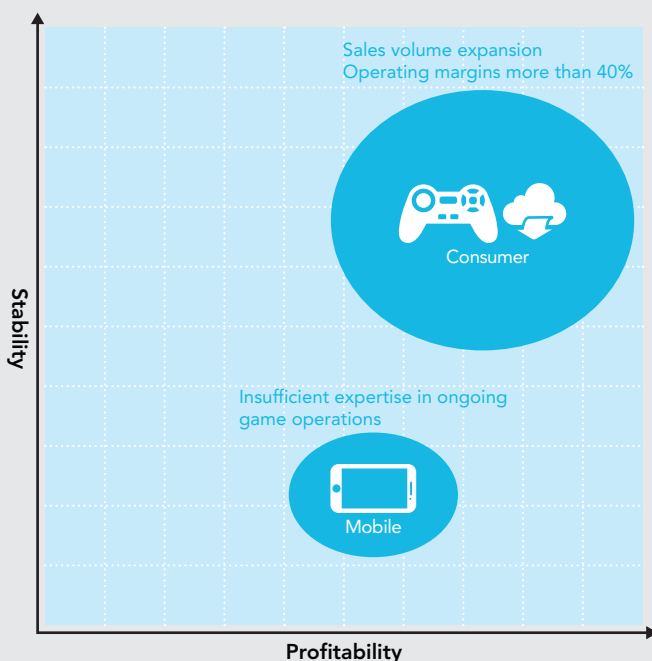 Sales volume expansion
Operating margins more than 40%
Consumer
Stability
Insufficient expertise in ongoing
game operations
Mobile
Profitability